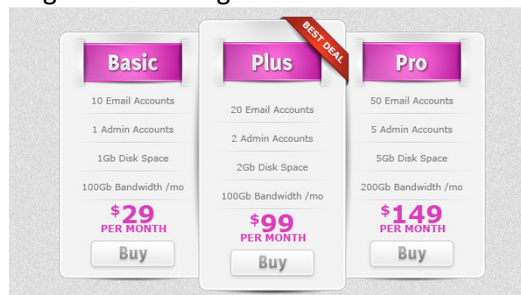 Basic
10 Email Accounts
1 Admin Accounts
1Gb Disk Space
100Gb Bandwidth /mo
$29
PER MONTH
Buy
BEST DEAL
Plus
20 Email Accounts
2 Admin Accounts
2Gb Disk Space
100Gb Bandwidth /mo
$99
PER MONTH
Buy
Pro
50 Email Accounts
5 Admin Accounts
5Gb Disk Space
200Gb Bandwidth /mo
$149
PER MONTH
Buy